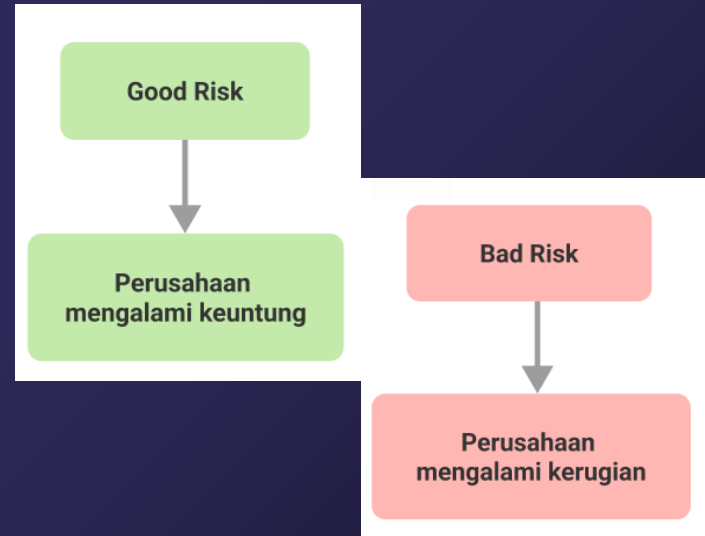 Good Risk
Perusahaan
mengalami keuntung
Bad Risk
Perusahaan
mengalami kerugian